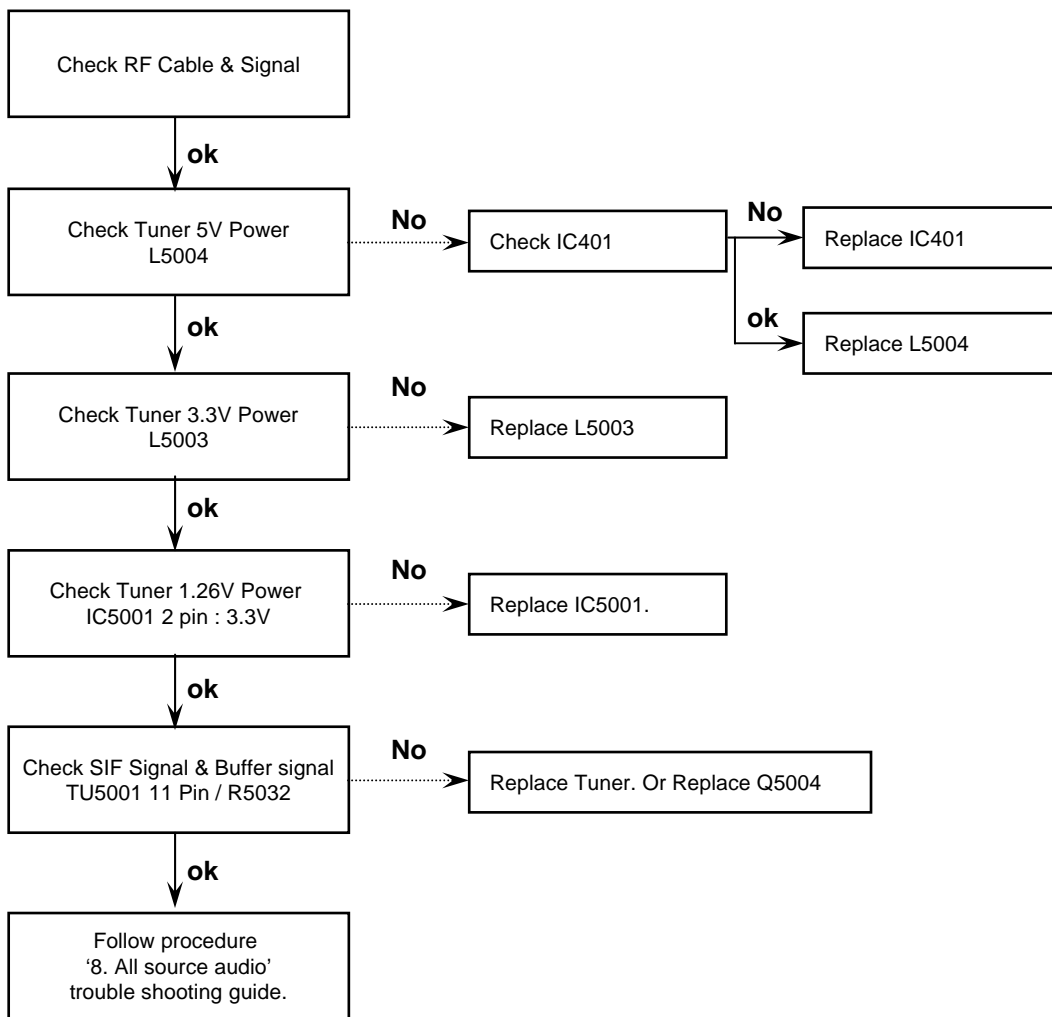 Check RF Cable & Signal
ok
Check Tuner 5V Power
L5004
No
Check IC401
No
Replace IC401
ok
Replace L5004
ok
Check Tuner 3.3V Power
L5003
No
Replace L5003
ok
Check Tuner 1.26V Power
IC5001 2 pin : 3.3V
No
Replace IC5001.
ok
Check SIF Signal & Buffer signal
TU5001 11 Pin / R5032
No
Replace Tuner. Or Replace Q5004
ok
Follow procedure
‘8. All source audio’
trouble shooting guide.